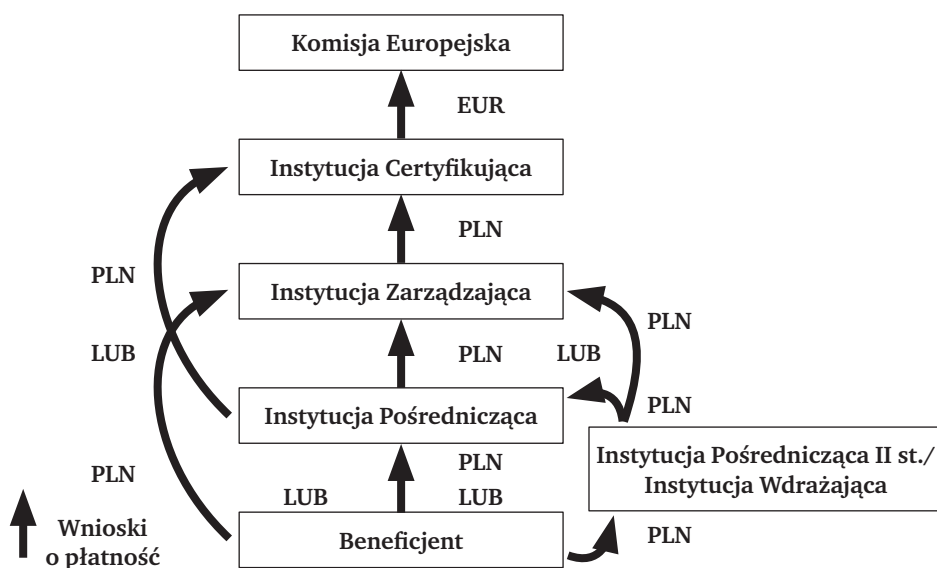 Komisja Europejska
EUR
Instytucja Certyfikująca
PLN
PLN
Instytucja Zarządzająca
PLN
LUB
PLN
LUB
PLN
Instytucja Pośrednicząca
PLN
Instytucja Pośrednicząca II st./
Instytucja Wdrażająca
PLN
PLN
LUB
LUB
Beneficjent
PLN
Wnioski
o płatność